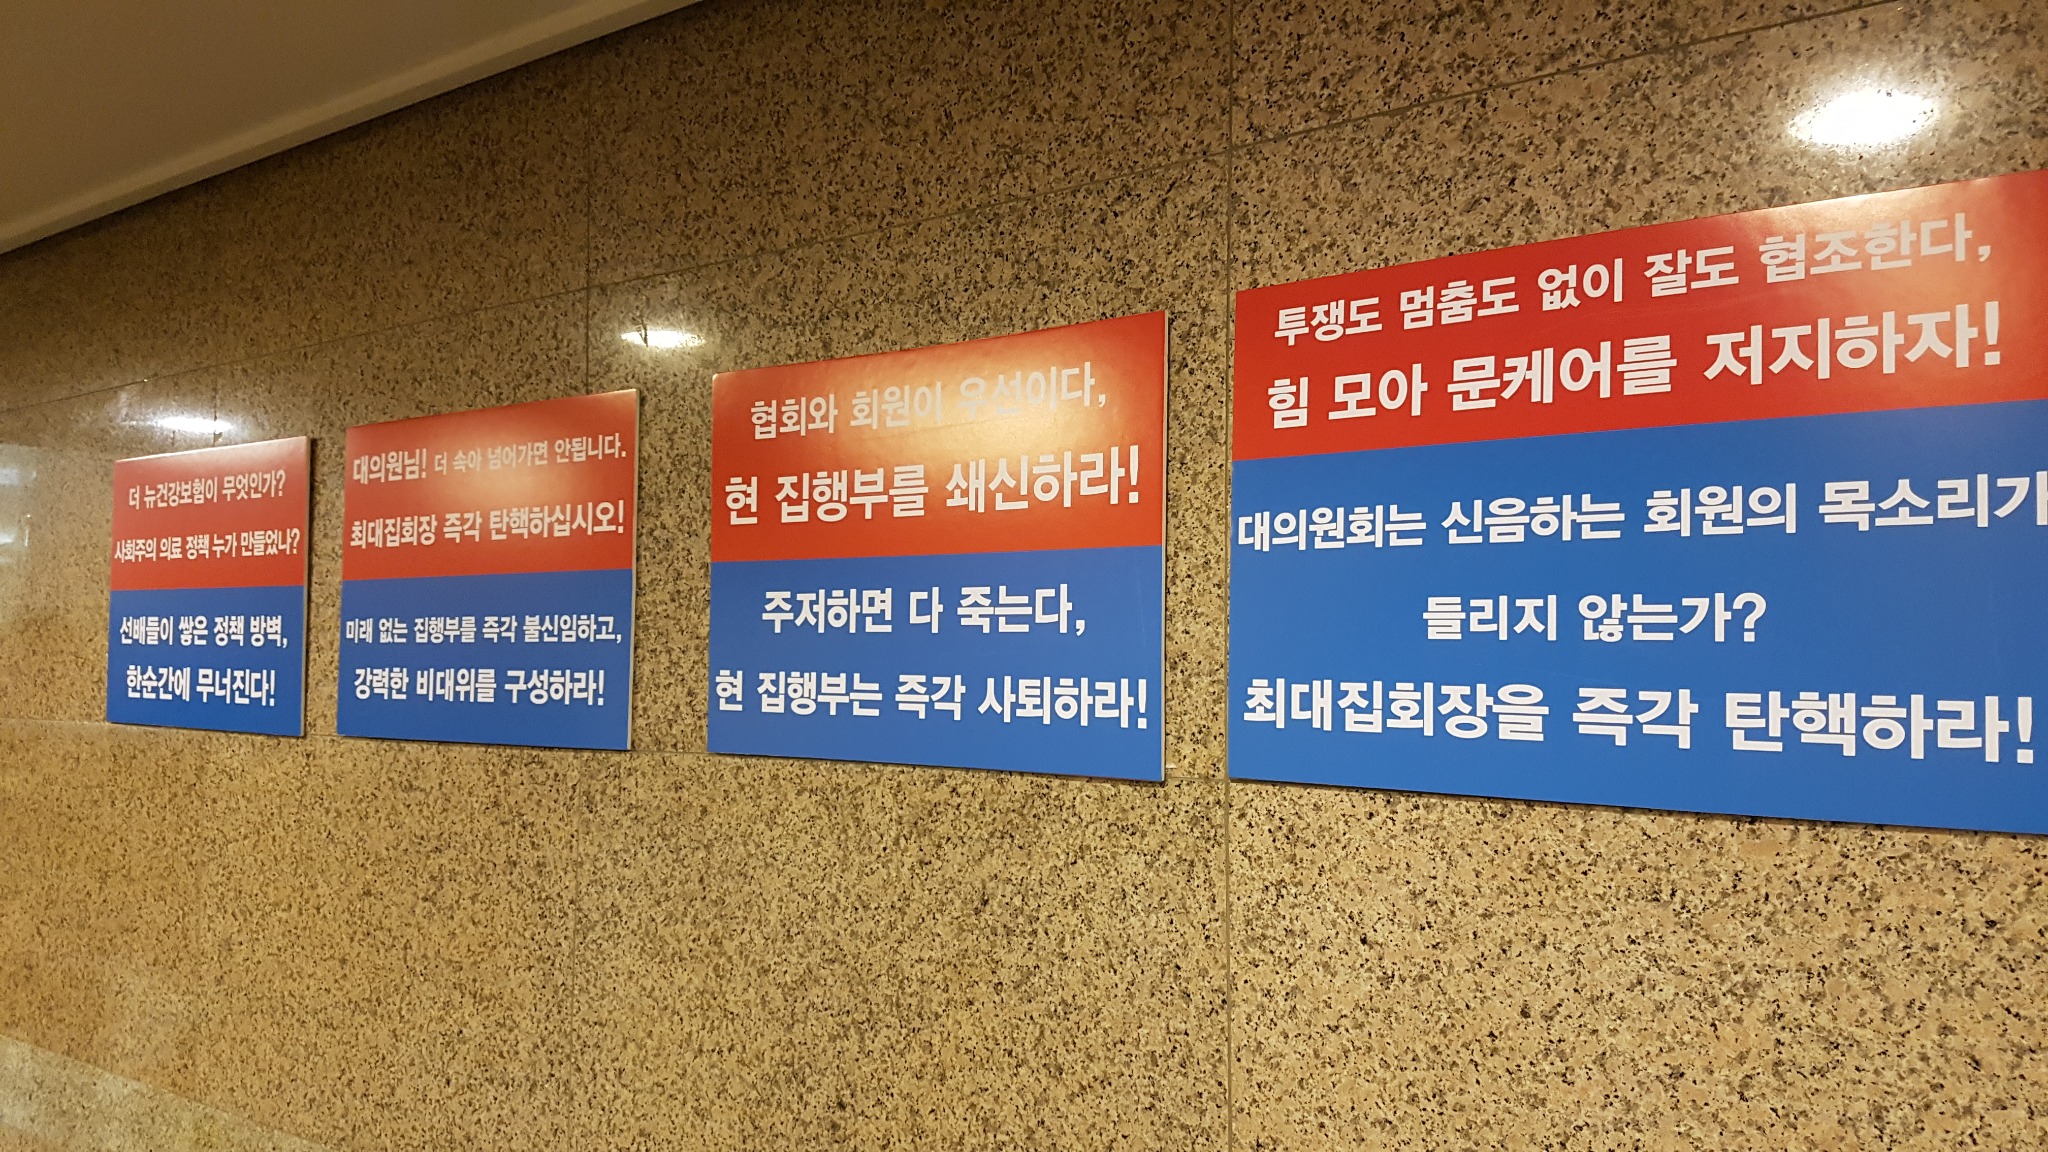 더 뉴건강보험이 무엇인가?
사회주의 의료 정책 누가 만들었나?
선배들이 쌓은 정책 방벽,
한순간에 무너진다!
대의원님! 더 속아 넘어가면 안됩니다.
최대집회장 즉각 탄핵하십시오!
미래 없는 집행부를 즉각 불신임하고,
강력한 비대위를 구성하라!
협회와 회원이 우선이다,
현 집행부를 쇄신하라!
주저하면 다 죽는다,
현 집행부는 즉각 사퇴하라!
투쟁도 멈춤도 없이 잘도 협조한다,
힘 모아 문케어를 저지하자!
대의원회는 신음하는 회원의 목소리가
들리지 않는가?
최대집회장을 즉각 탄핵하라!